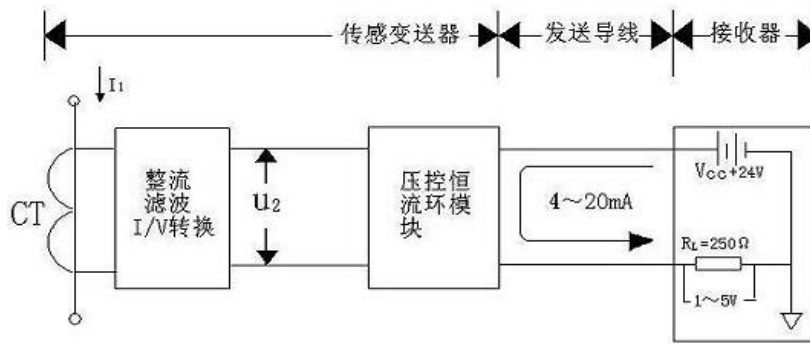 传感变送器
发送导线
接收器
I1
CT
整流
滤波
I/V转换
u2
压控恒
流环模
块
4～20mA
VCC+24V
RL=250Ω
1～5V